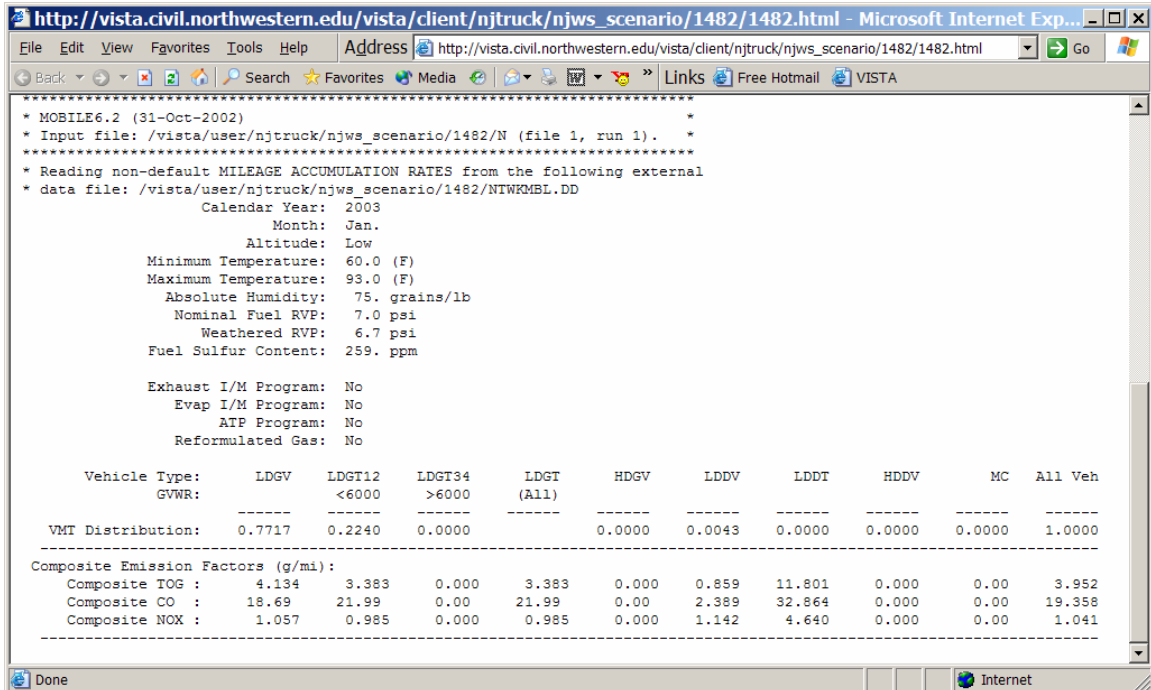 http://vista.civil.northwestern.edu/vista/client/njtruck/njws_scenario/1482/1482.html - Microsoft Internet Exp...
File Edit View Favorites Tools Help Address http://vista.civil.northwestern.edu/vista/client/njtruck/njws_scenario/1482/1482.html Go
Back Search Favorites Media W » Links Free Hotmail VISTA
***************************************************************************
* MOBILE6.2 (31-Oct-2002) *
* Input file: /vista/user/njtruck/njws_scenario/1482/N (file 1, run 1). *
***************************************************************************
* Reading non-default MILEAGE ACCUMULATION RATES from the following external
* data file: /vista/user/njtruck/njws_scenario/1482/NTWKMBL.DD
Calendar Year: 2003
Month: Jan.
Altitude: Low
Minimum Temperature: 60.0 (F)
Maximum Temperature: 93.0 (F)
Absolute Humidity: 75. grains/lb
Nominal Fuel RVP: 7.0 psi
Weathered RVP: 6.7 psi
Fuel Sulfur Content: 259. ppm
Exhaust I/M Program: No
Evap I/M Program: No
ATP Program: No
Reformulated Gas: No
Vehicle Type: LDGV LDGT12 LDGT34 LDGT HDGV LDDV LDDT HDDV MC All Veh
GVWR: <6000 >6000 (All)
------ ------ ------ ------ ------ ------ ------ ------ ------ ------
VMT Distribution: 0.7717 0.2240 0.0000 0.0000 0.0043 0.0000 0.0000 0.0000 1.0000
Composite Emission Factors (g/mi):
Composite TOG : 4.134 3.383 0.000 3.383 0.000 0.859 11.801 0.000 0.00 3.952
Composite CO : 18.69 21.99 0.00 21.99 0.00 2.389 32.864 0.000 0.00 19.358
Composite NOX : 1.057 0.985 0.000 0.985 0.000 1.142 4.640 0.000 0.00 1.041
Done Internet